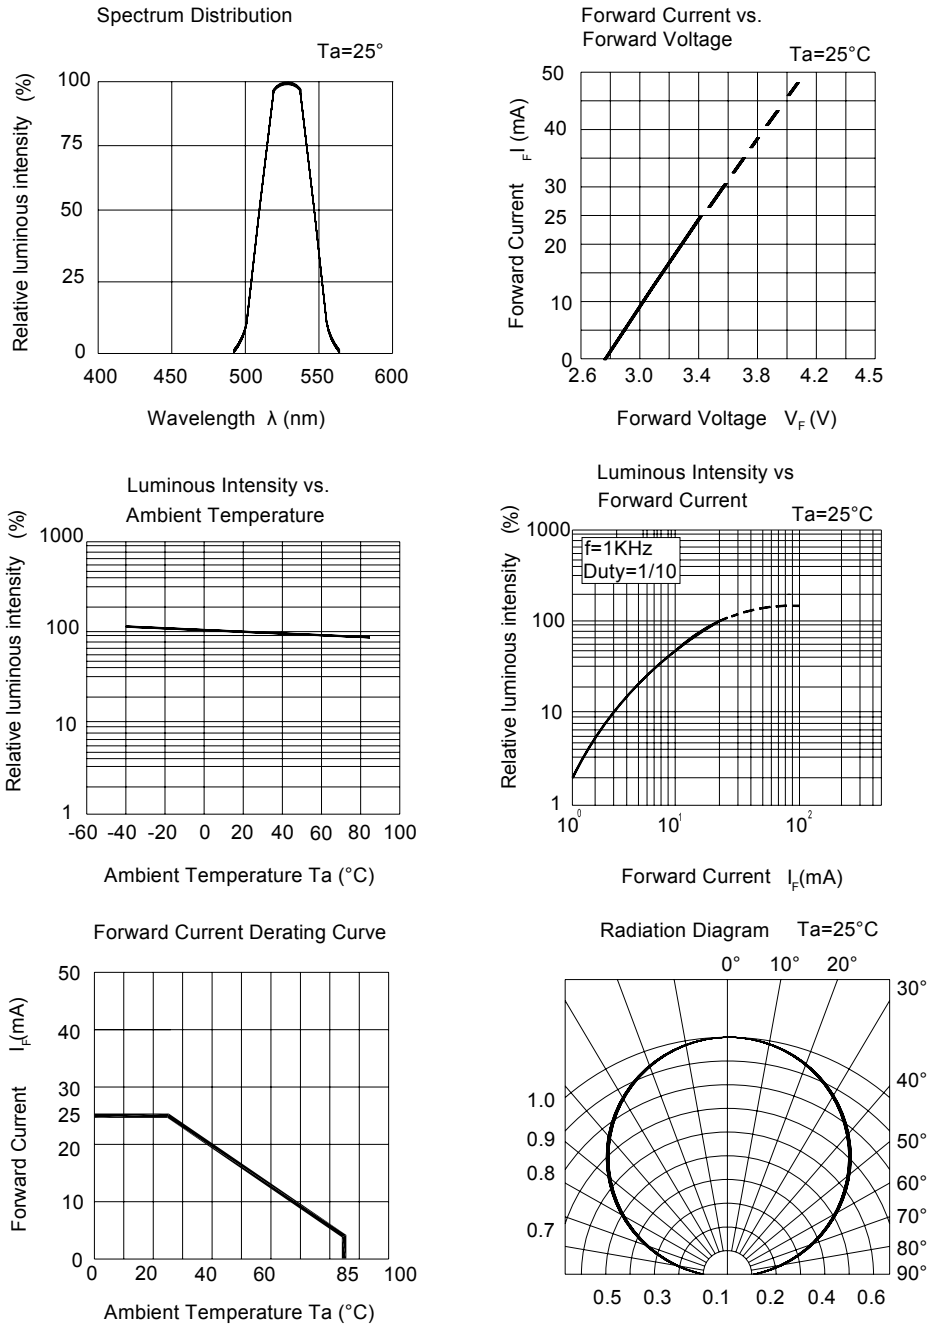 Spectrum Distribution
Ta=25°
Relative luminous intensity (%)
100
75
50
25
0
400 450 500 550 600
Wavelength λ (nm)
Forward Current vs.
Forward Voltage
Ta=25°C
Forward Current FI (mA)
50
40
30
25
20
10
0
2.6 3.0 3.4 3.8 4.2 4.5
Forward Voltage VF (V)
Luminous Intensity vs.
Ambient Temperature
Relative luminous intensity (%)
1000
100
10
1
-60 -40 -20 0 20 40 60 80 100
Ambient Temperature Ta (°C)
Luminous Intensity vs
Forward Current
Ta=25°C
Relative luminous intensity (%)
f=1KHz
Duty=1/10
1000
100
10
1
10⁰ 10¹ 10²
Forward Current IF(mA)
Forward Current Derating Curve
Forward Current IF(mA)
50
40
30
25
20
10
0
0 20 40 60 85 100
Ambient Temperature Ta (°C)
Radiation Diagram Ta=25°C
0° 10° 20°
30°
40°
50°
60°
70°
80°
90°
1.0
0.9
0.8
0.7
0.5 0.3 0.1 0.2 0.4 0.6